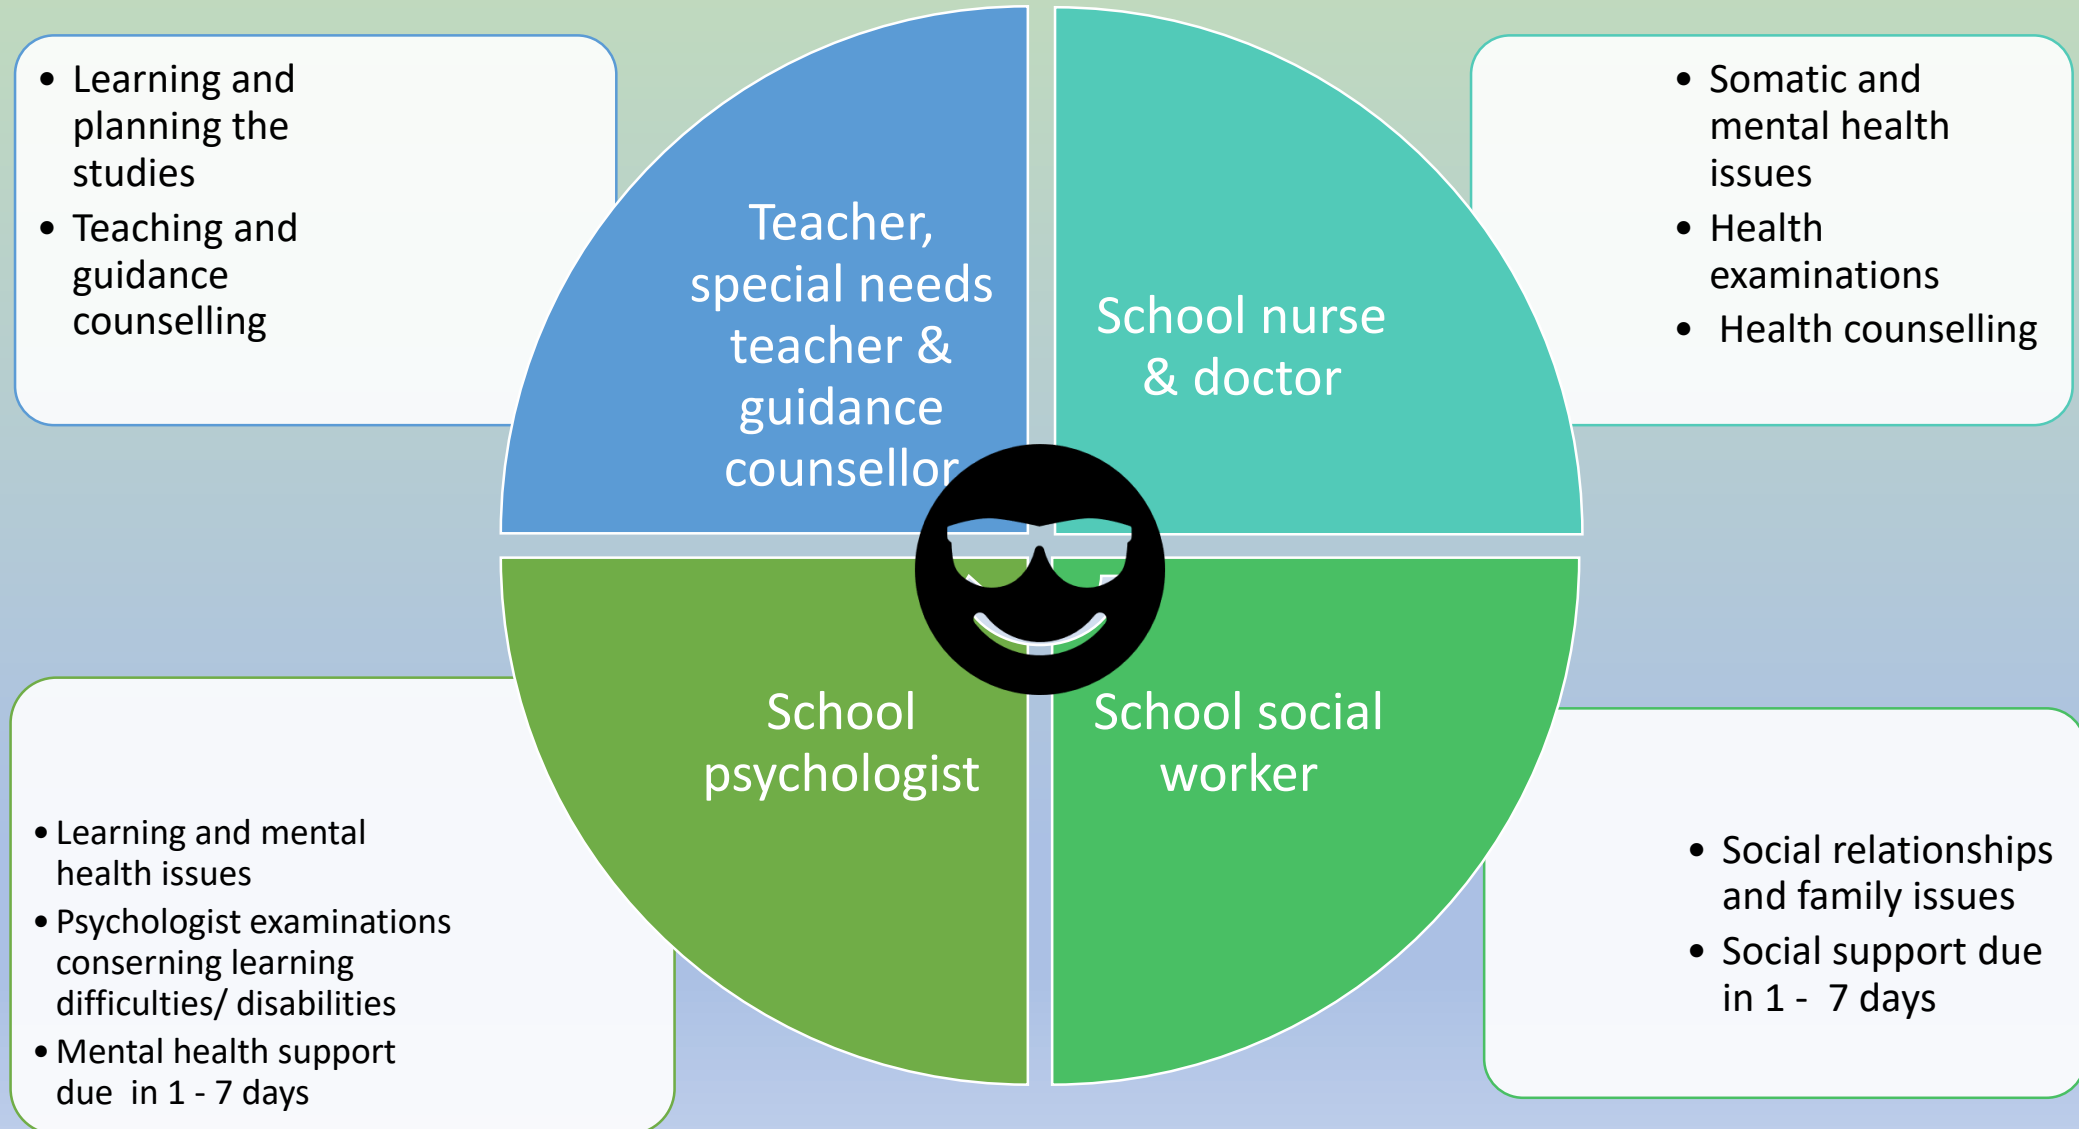 • Learning and
planning the
studies
• Teaching and
guidance
counselling
Teacher,
special needs
teacher &
guidance
counsellor
School nurse
& doctor
• Somatic and
mental health
issues
• Health
examinations
• Health counselling
School
psychologist
• Learning and mental
health issues
• Psychologist examinations
conserning learning
difficulties/ disabilities
• Mental health support
due in 1 - 7 days
School social
worker
• Social relationships
and family issues
• Social support due
in 1 - 7 days